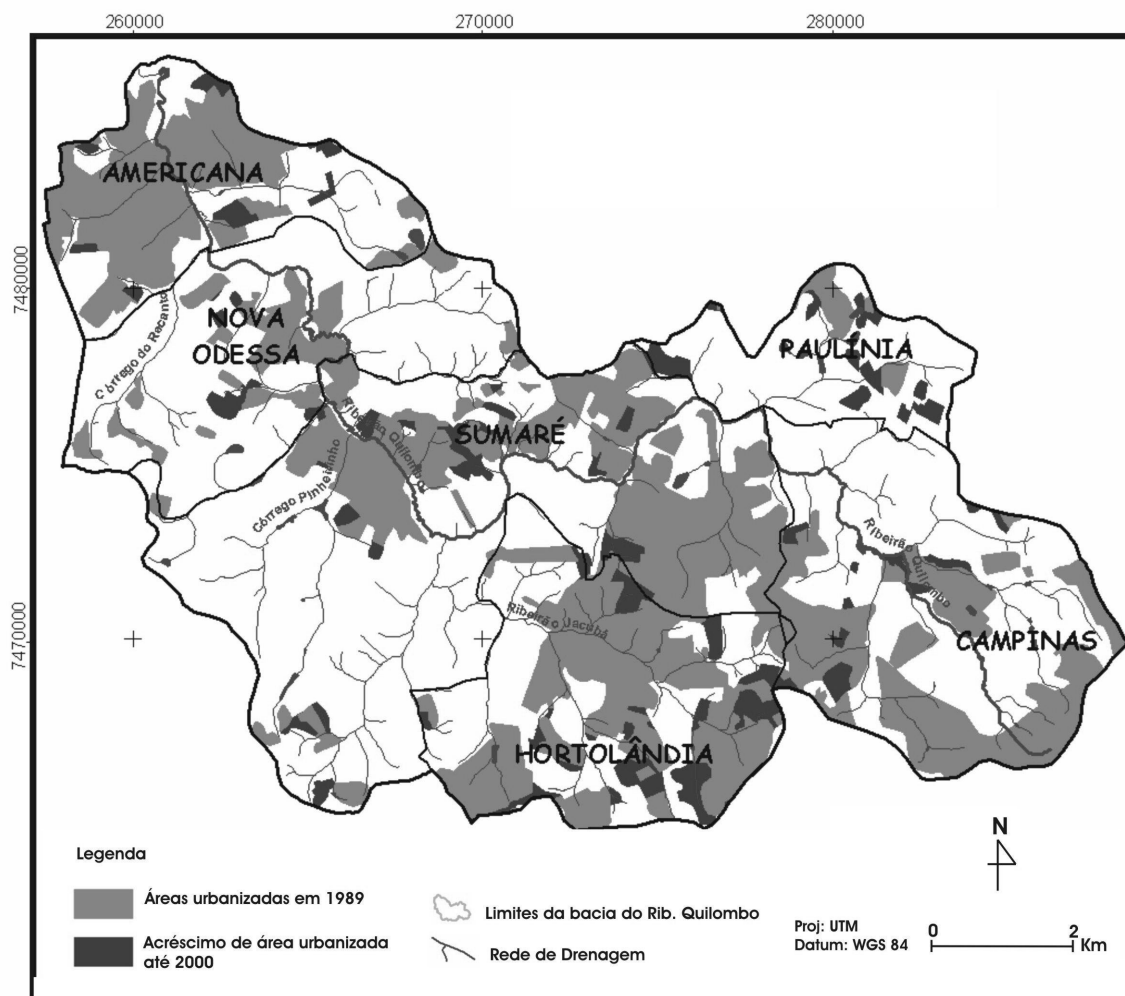 260000
270000
280000
7480000
7470000
AMERICANA
Córrego do Recanto
NOVA
ODESSA
PAULÍNIA
Ribeirão Quilombo
SUMARÉ
Córrego Pinheirinho
Ribeirão Quilombo
Ribeirão Jacubá
CAMPINAS
HORTOLÂNDIA
Legenda
Áreas urbanizadas em 1989
Acréscimo de área urbanizada
até 2000
Limites da bacia do Rib. Quilombo
Rede de Drenagem
Proj: UTM
Datum: WGS 84
N
0 2
Km